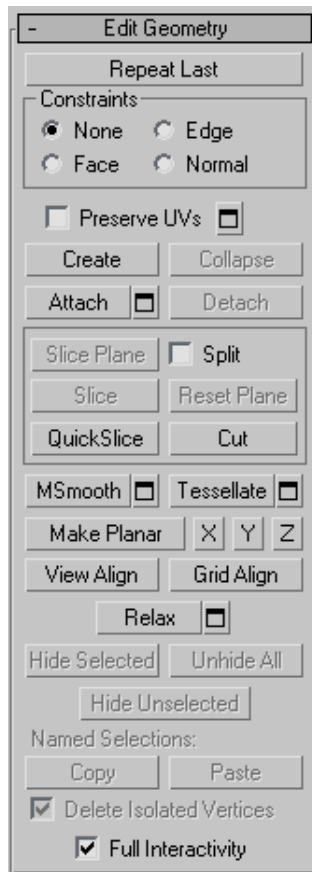 - Edit Geometry
Repeat Last
Constraints
None Edge
Face Normal
Preserve UVs
Create Collapse
Attach Detach
Slice Plane Split
Slice Reset Plane
QuickSlice Cut
MSmooth Tessellate
Make Planar X Y Z
View Align Grid Align
Relax
Hide Selected Unhide All
Hide Unselected
Named Selections:
Copy Paste
Delete Isolated Vertices
Full Interactivity